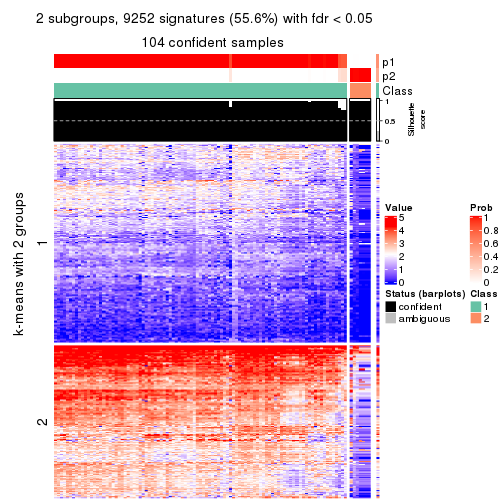 2 subgroups, 9252 signatures (55.6%) with fdr < 0.05
104 confident samples
p1
p2
Class
1
0.5
0
Silhouette
score
k-means with 2 groups
1
2
Value
5
4
3
2
1
0
Prob
1
0.8
0.6
0.4
0.2
0
Status (barplots)
confident
ambiguous
Class
1
2